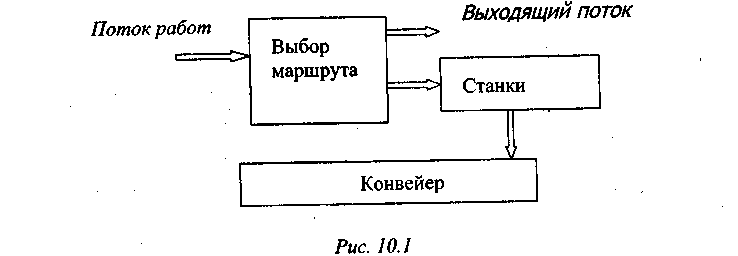 Поток работ
Выходящий поток
Выбор
маршрута
Станки
Конвейер
Рис. 10.1